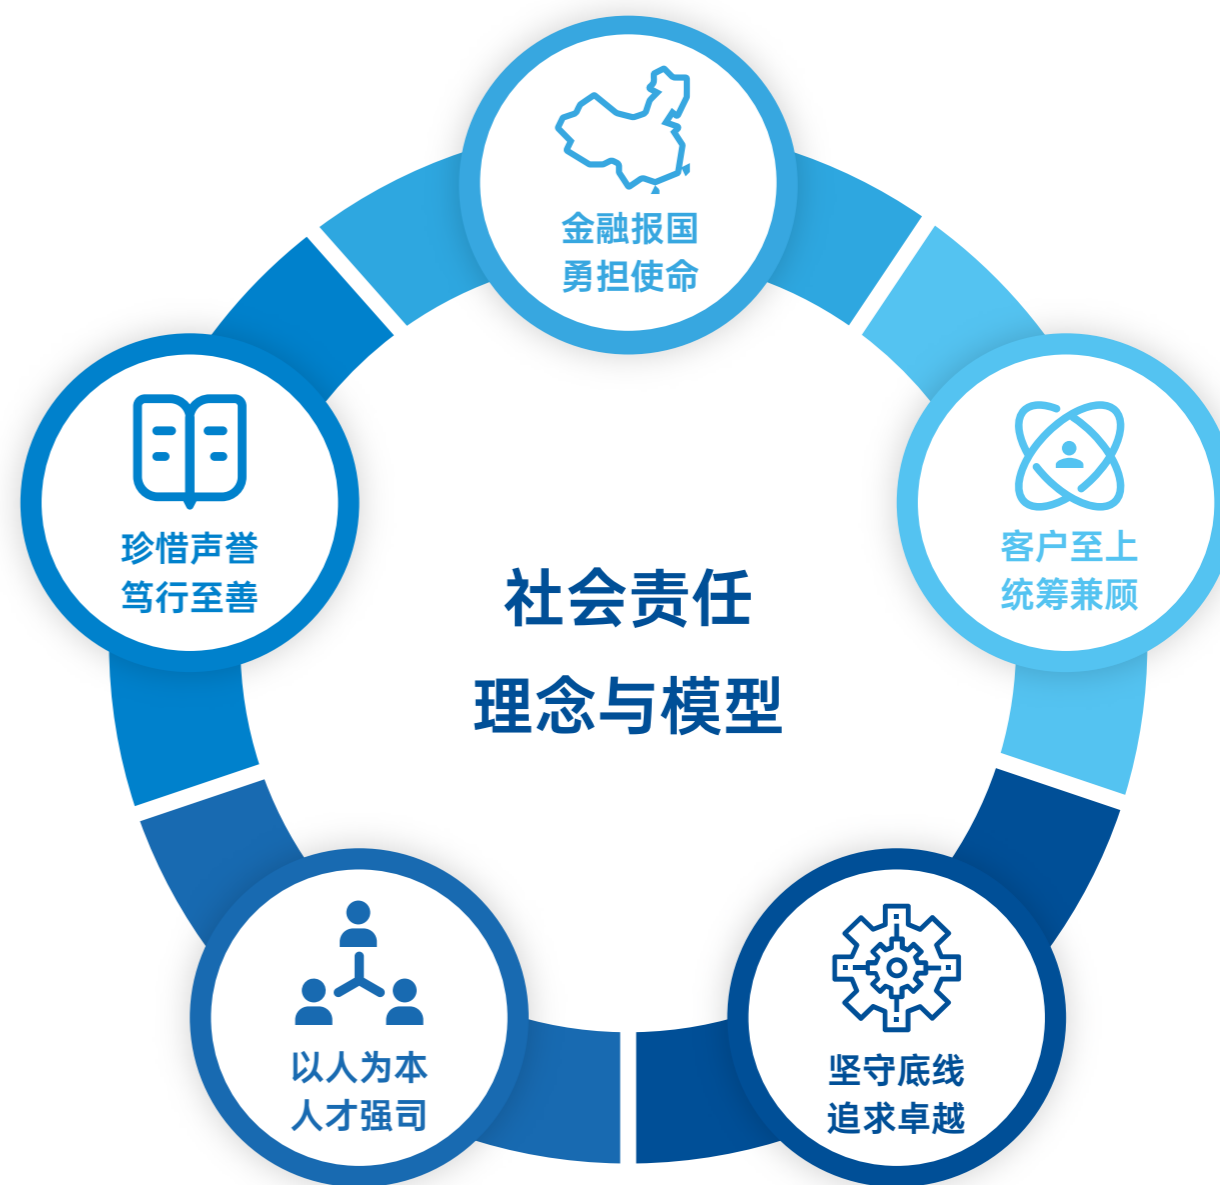 金融报国
勇担使命
珍惜声誉
笃行至善
客户至上
统筹兼顾
社会责任
理念与模型
以人为本
人才强司
坚守底线
追求卓越